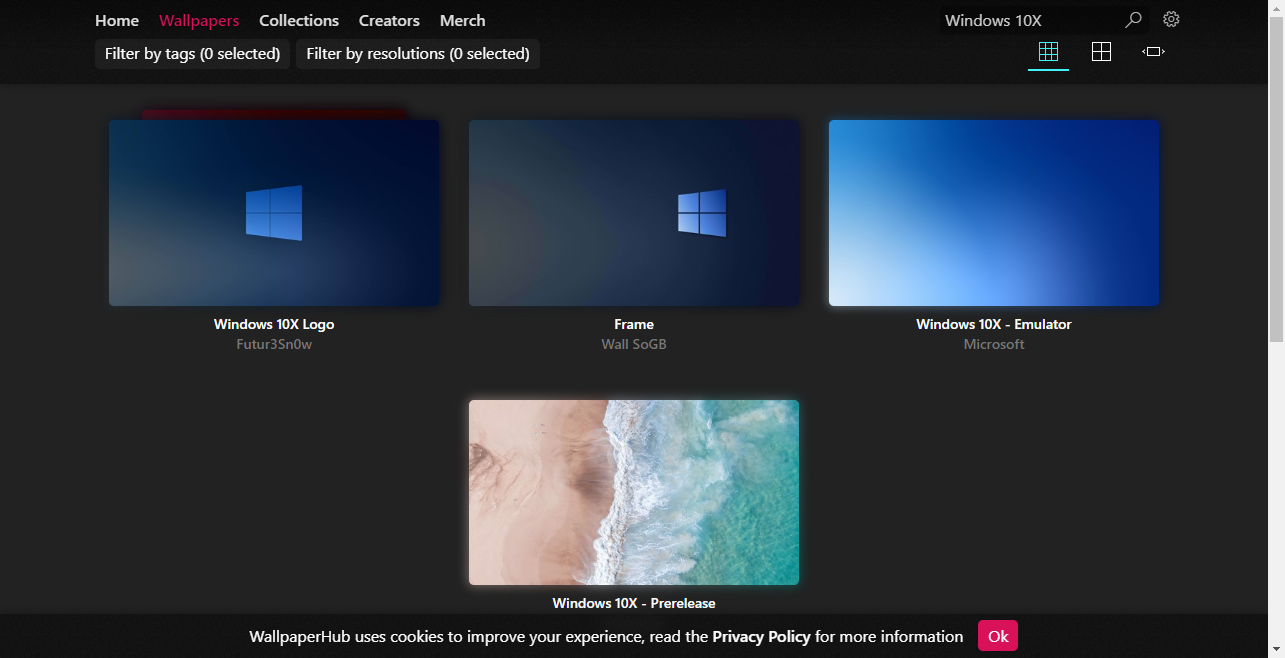 Home Wallpapers Collections Creators Merch Windows 10X
Filter by tags (0 selected) Filter by resolutions (0 selected)
Windows 10X Logo
Futur3Sn0w
Frame
Wall SoGB
Windows 10X - Emulator
Microsoft
Windows 10X - Prerelease
WallpaperHub uses cookies to improve your experience, read the Privacy Policy for more information Ok